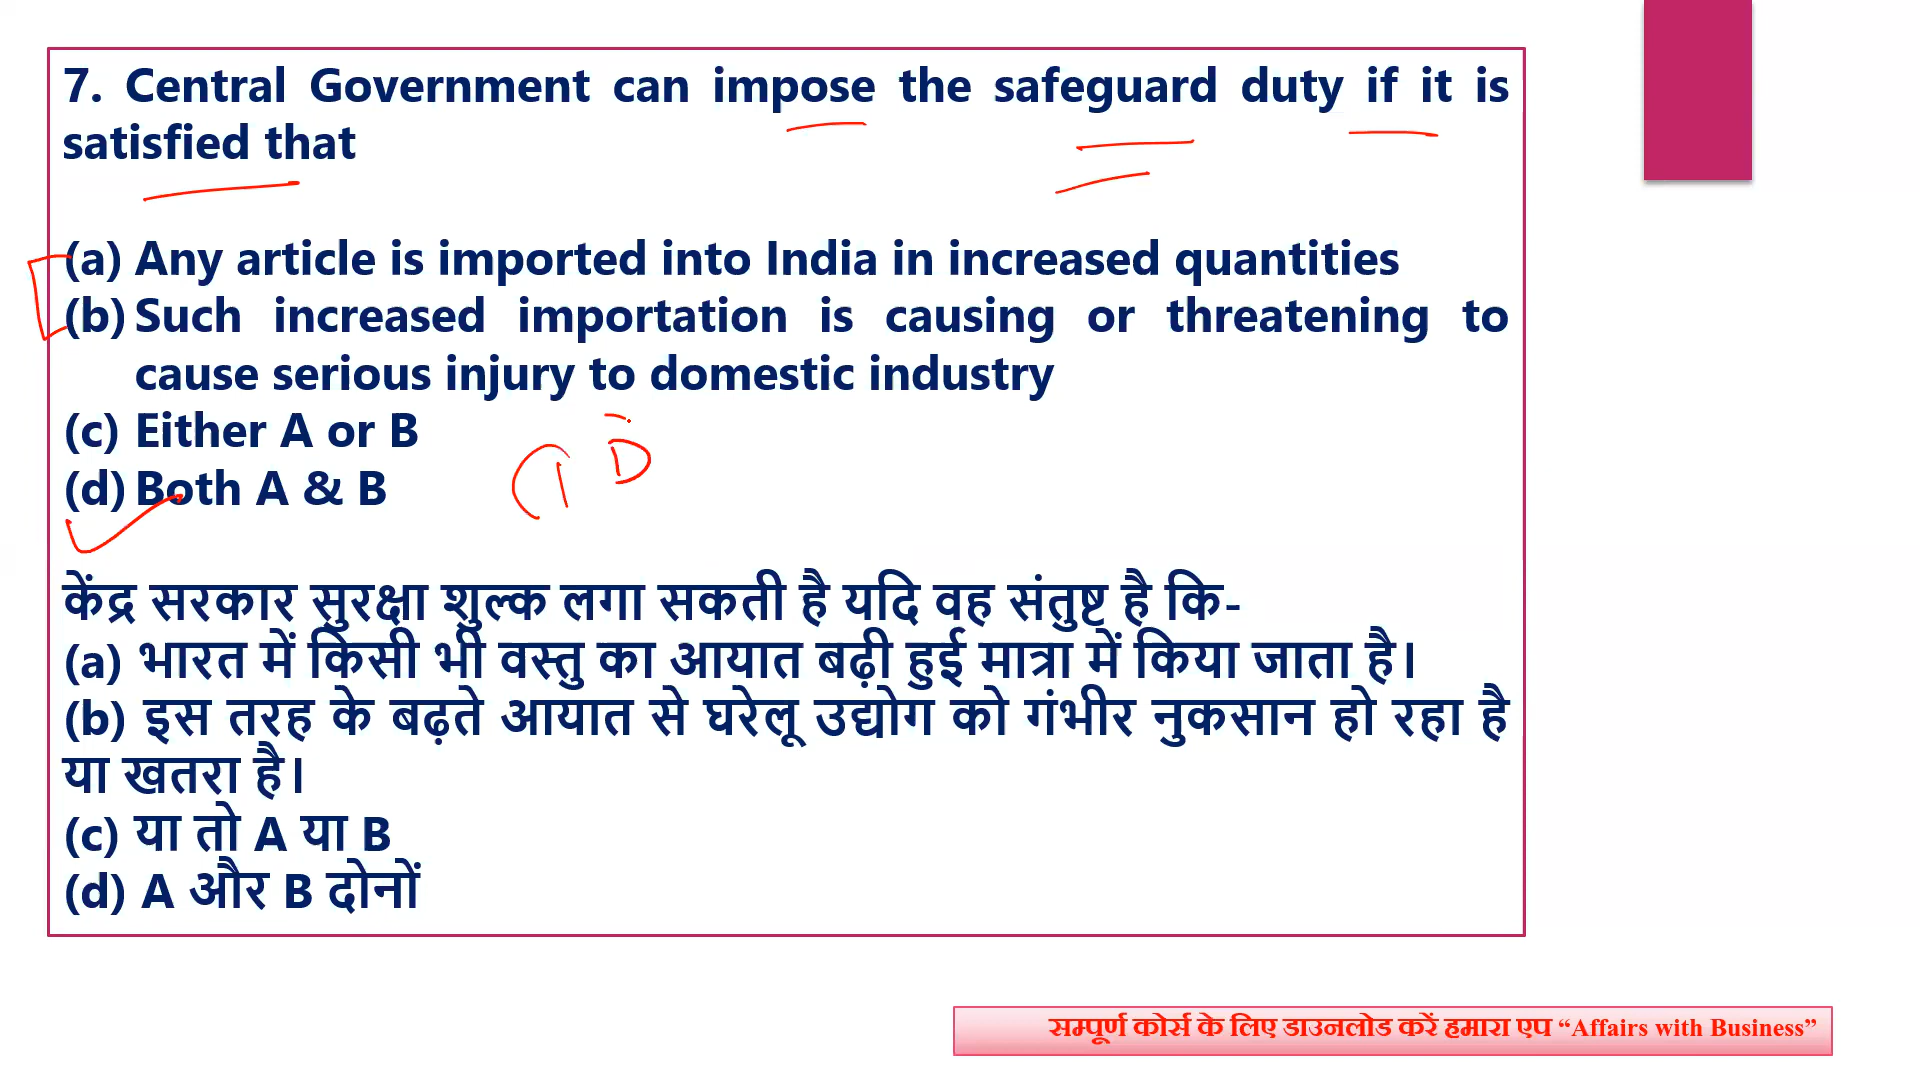 7. Central Government can impose the safeguard duty if it is
satisfied that
(a) Any article is imported into India in increased quantities
(b) Such increased importation is causing or threatening to
cause serious injury to domestic industry
(c) Either A or B
(d) Both A & B
D
केंद्र सरकार सुरक्षा शुल्क लगा सकती है यदि वह संतुष्ट है कि-
(a) भारत में किसी भी वस्तु का आयात बढ़ी हुई मात्रा में किया जाता है।
(b) इस तरह के बढ़ते आयात से घरेलू उद्योग को गंभीर नुकसान हो रहा है
या खतरा है।
(c) या तो A या B
(d) A और B दोनों
सम्पूर्ण कोर्स के लिए डाउनलोड करें हमारा एप “Affairs with Business”